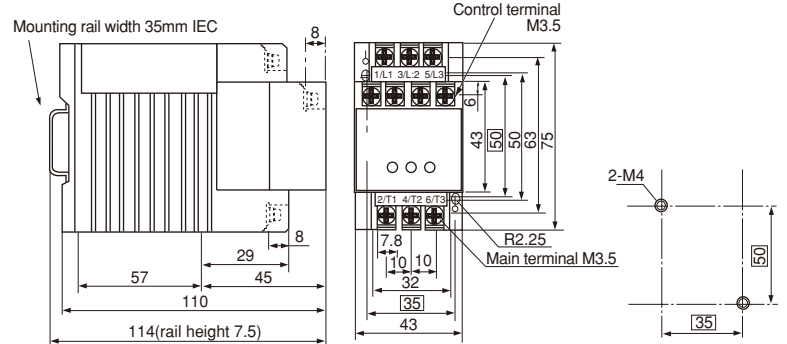 Mounting rail width 35mm IEC
8
Control terminal
M3.5
1/L1 3/L:2 5/L3
6
43
50
50
63
75
2/T1 4/T2 6/T3
7.8
10
10
32
35
43
R2.25
Main terminal M3.5
8
29
57
45
110
114(rail height 7.5)
2-M4
50
35